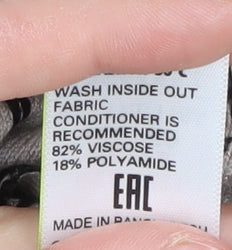 WASH INSIDE OUT
FABRIC
CONDITIONER IS
RECOMMENDED
82% VISCOSE
18% POLYAMIDE
EAC
MADE IN